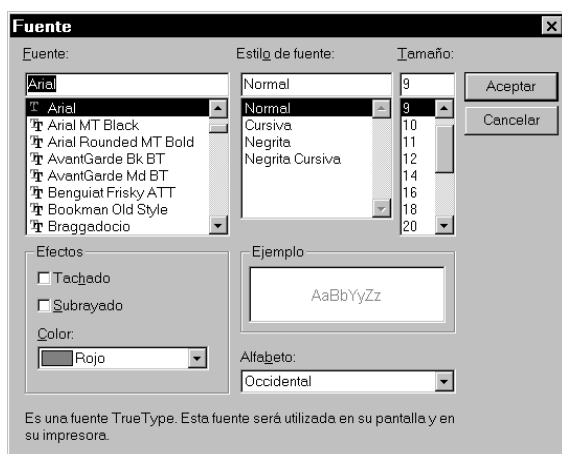 Fuente
Fuente: Estilo de fuente: Tamaño:
Arial Normal 9 Aceptar
Arial Normal 9
Arial MT Black Cursiva 10 Cancelar
Arial Rounded MT Bold Negrita 11
AvantGarde Bk BT Negrita Cursiva 12
AvantGarde Md BT 14
Benguiat Frisky ATT 16
Bookman Old Style 18
Braggadocio 20
Efectos Ejemplo
Tachado
AaBbYyZz
Subrayado
Color:
Rojo
Alfabeto:
Occidental
Es una fuente TrueType. Esta fuente será utilizada en su pantalla y en
su impresora.